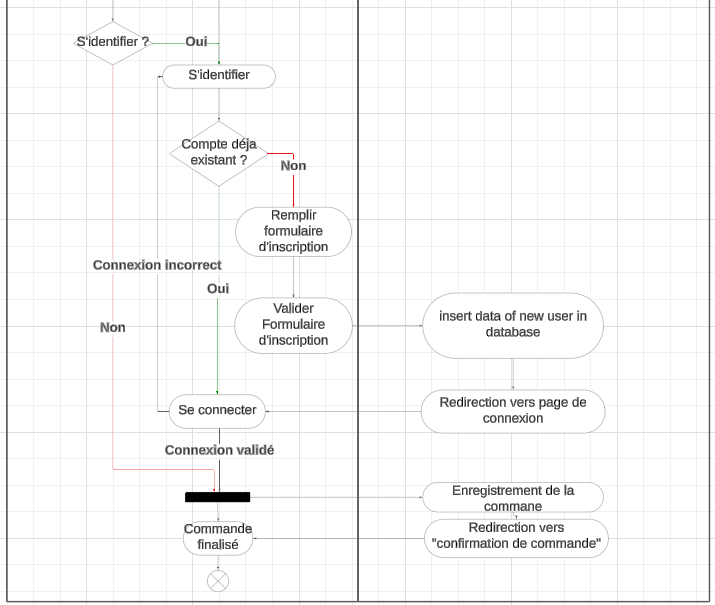 S'identifier ?
Oui
S'identifier
Compte déja
existant ?
Non
Remplir
formulaire
d'inscription
Connexion incorrect
Oui
Valider
Formulaire
d'inscription
insert data of new user in
database
Non
Se connecter
Redirection vers page de
connexion
Connexion validé
Enregistrement de la
commane
Commande
finalisé
Redirection vers
"confirmation de commande"